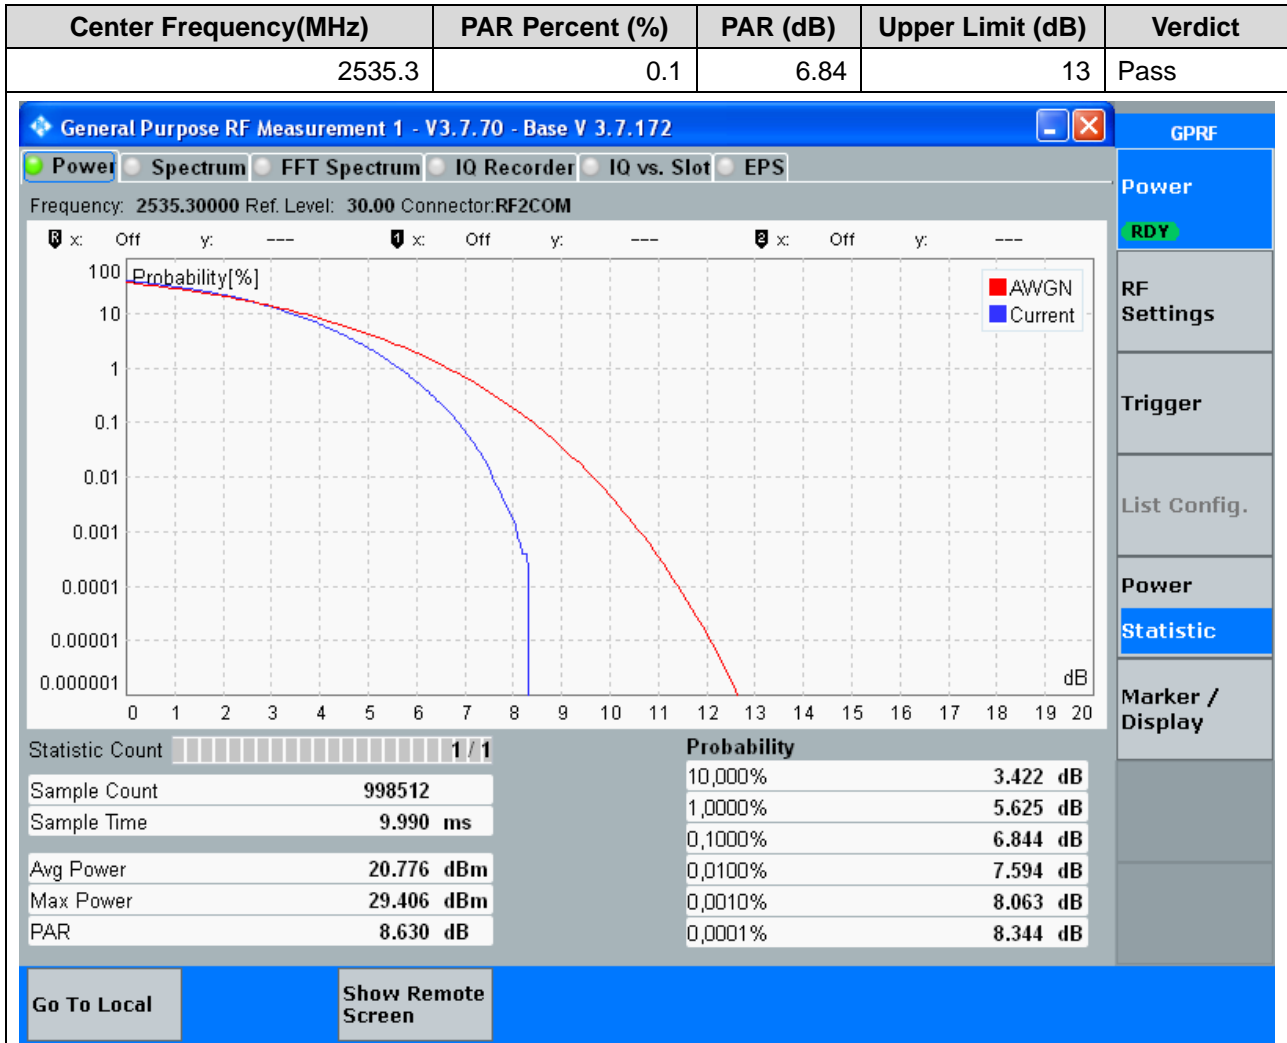 Center Frequency(MHz) PAR Percent (%) PAR (dB) Upper Limit (dB) Verdict
2535.3 0.1 6.84 13 Pass
General Purpose RF Measurement 1 - V3.7.70 - Base V 3.7.172
GPRF
Power Spectrum FFT Spectrum IQ Recorder IQ vs. Slot EPS
Power
RDY
Frequency: 2535.30000 Ref. Level: 30.00 Connector:RF2COM
R x: Off y: --- 1 x: Off y: --- 2 x: Off y: ---
RF
Settings
Trigger
List Config.
Power
Statistic
Marker /
Display
Probability[%]
AWGN
Current
100
10
1
0.1
0.01
0.001
0.0001
0.00001
0.000001
dB
0 1 2 3 4 5 6 7 8 9 10 11 12 13 14 15 16 17 18 19 20
Statistic Count 1 / 1
Sample Count 998512
Sample Time 9.990 ms
Avg Power 20.776 dBm
Max Power 29.406 dBm
PAR 8.630 dB
Probability
10,000% 3.422 dB
1,0000% 5.625 dB
0,1000% 6.844 dB
0,0100% 7.594 dB
0,0010% 8.063 dB
0,0001% 8.344 dB
Go To Local
Show Remote
Screen